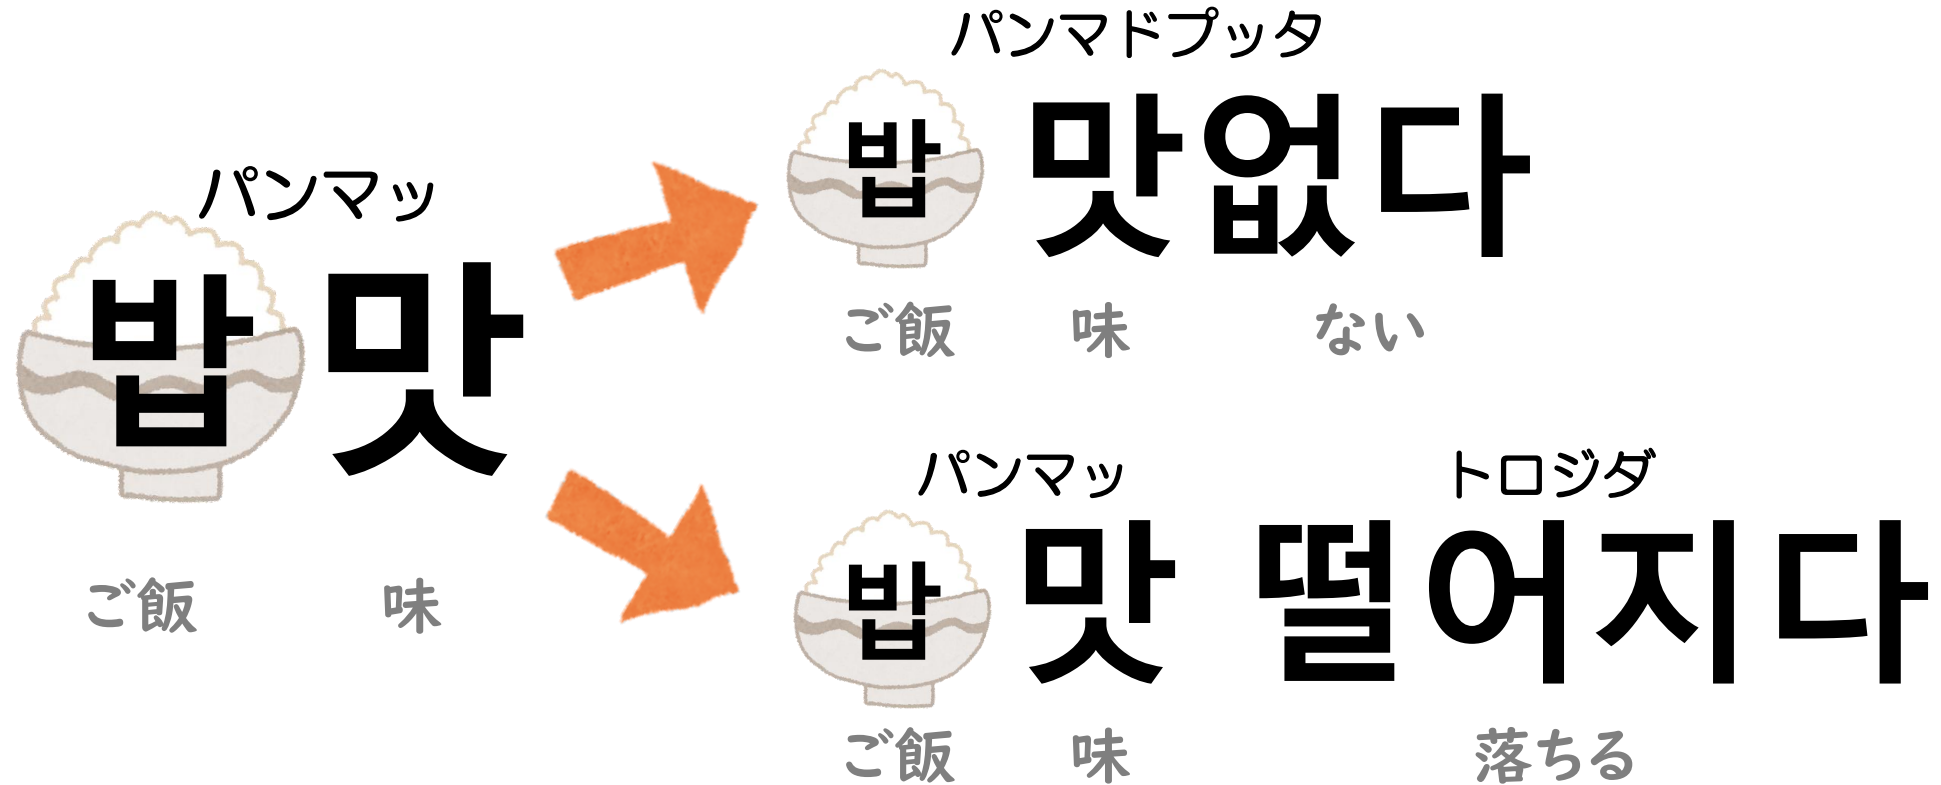 パンマッ
밥맛
ご飯 味
パンマドプッタ
밥 맛없다
ご飯 味 ない
パンマッ トロジダ
밥맛 떨어지다
ご飯 味 落ちる